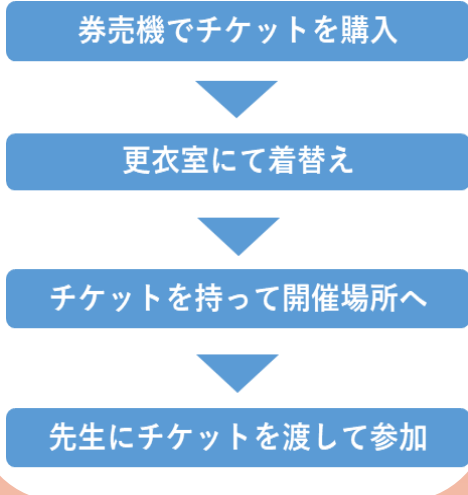 券売機でチケットを購入
更衣室にて着替え
チケットを持って開催場所へ
先生にチケットを渡して参加